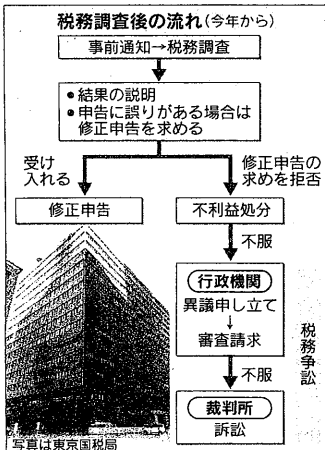 税務調査後の流れ(今年から)
事前通知→税務調査
●結果の説明
●申告に誤りがある場合は
修正申告を求める
受け
入れる
修正申告の
求めを拒否
修正申告
不利益処分
不服
行政機関
異議申し立て
↓
審査請求
不服
裁判所
訴訟
税務争訟
写真は東京国税局